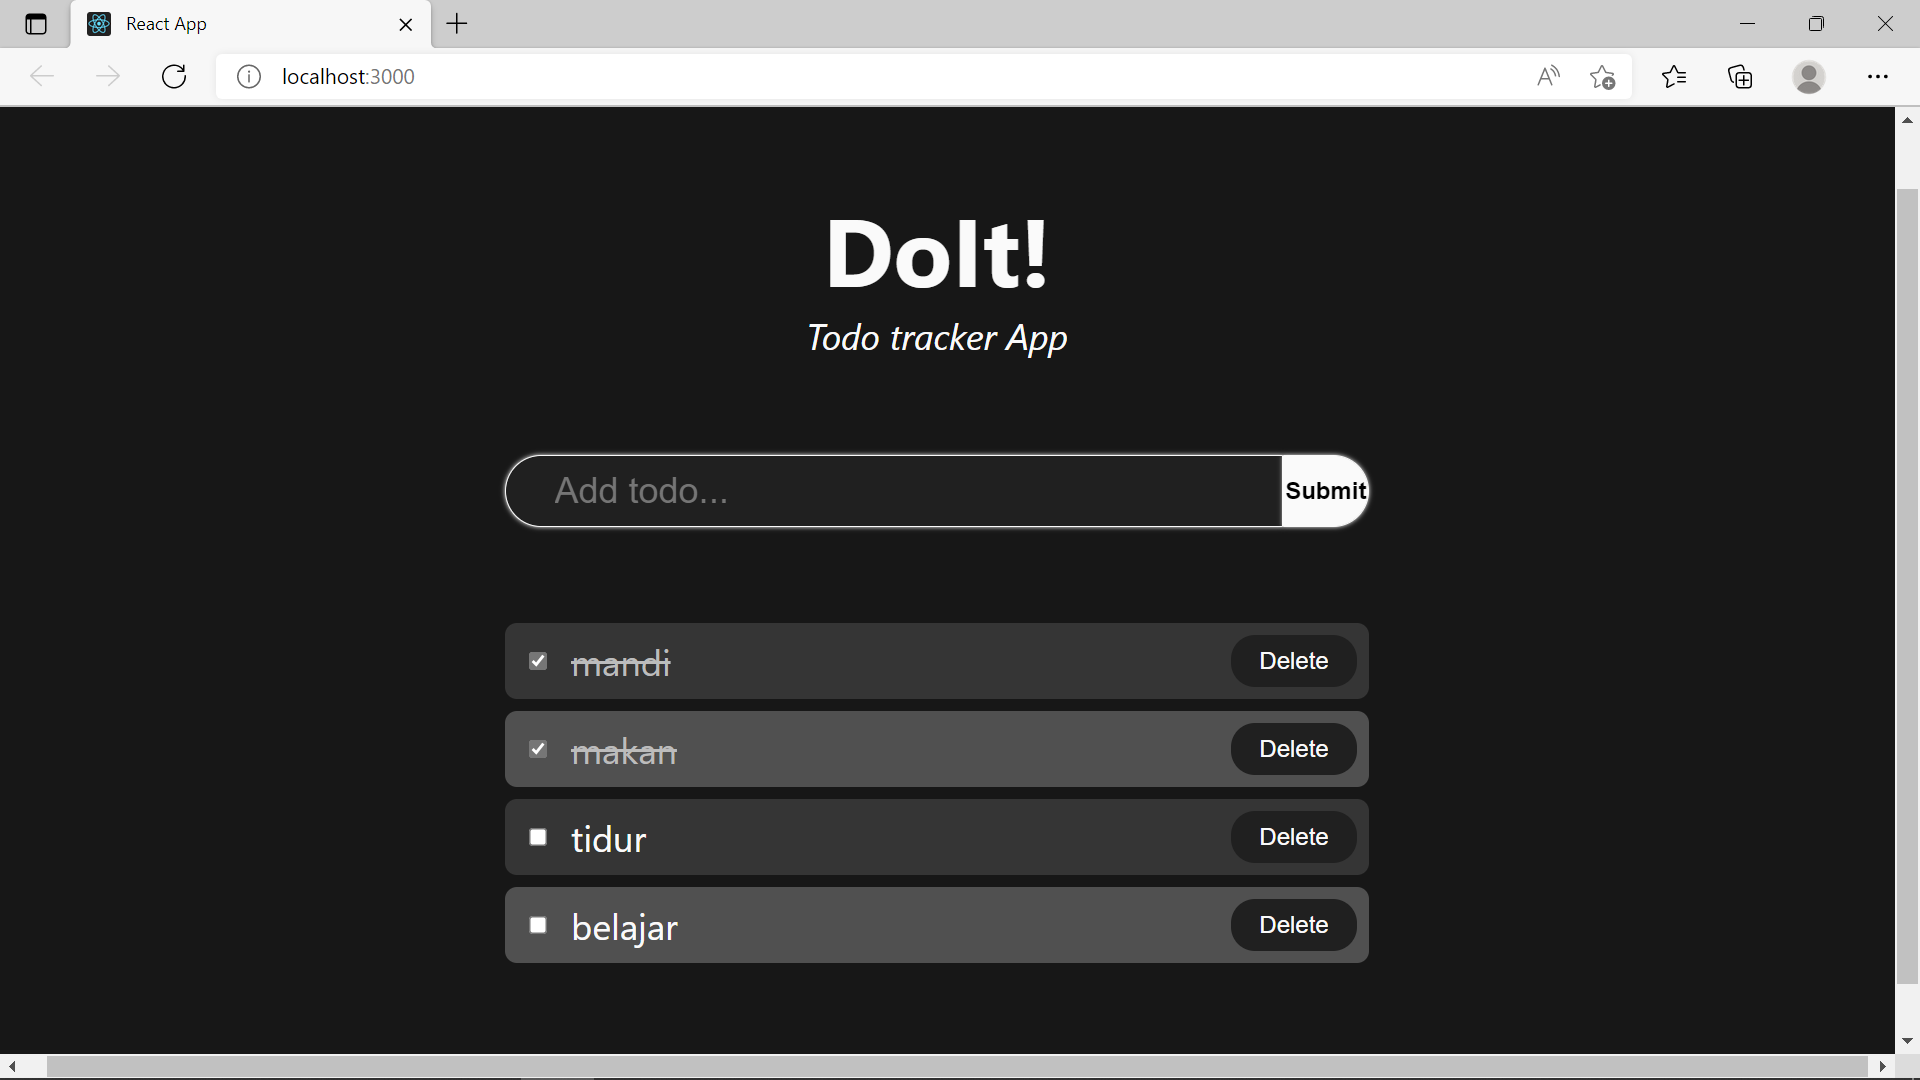 React App
localhost:3000
DoIt!
Todo tracker App
Add todo...
Submit
mandi
Delete
makan
Delete
tidur
Delete
belajar
Delete